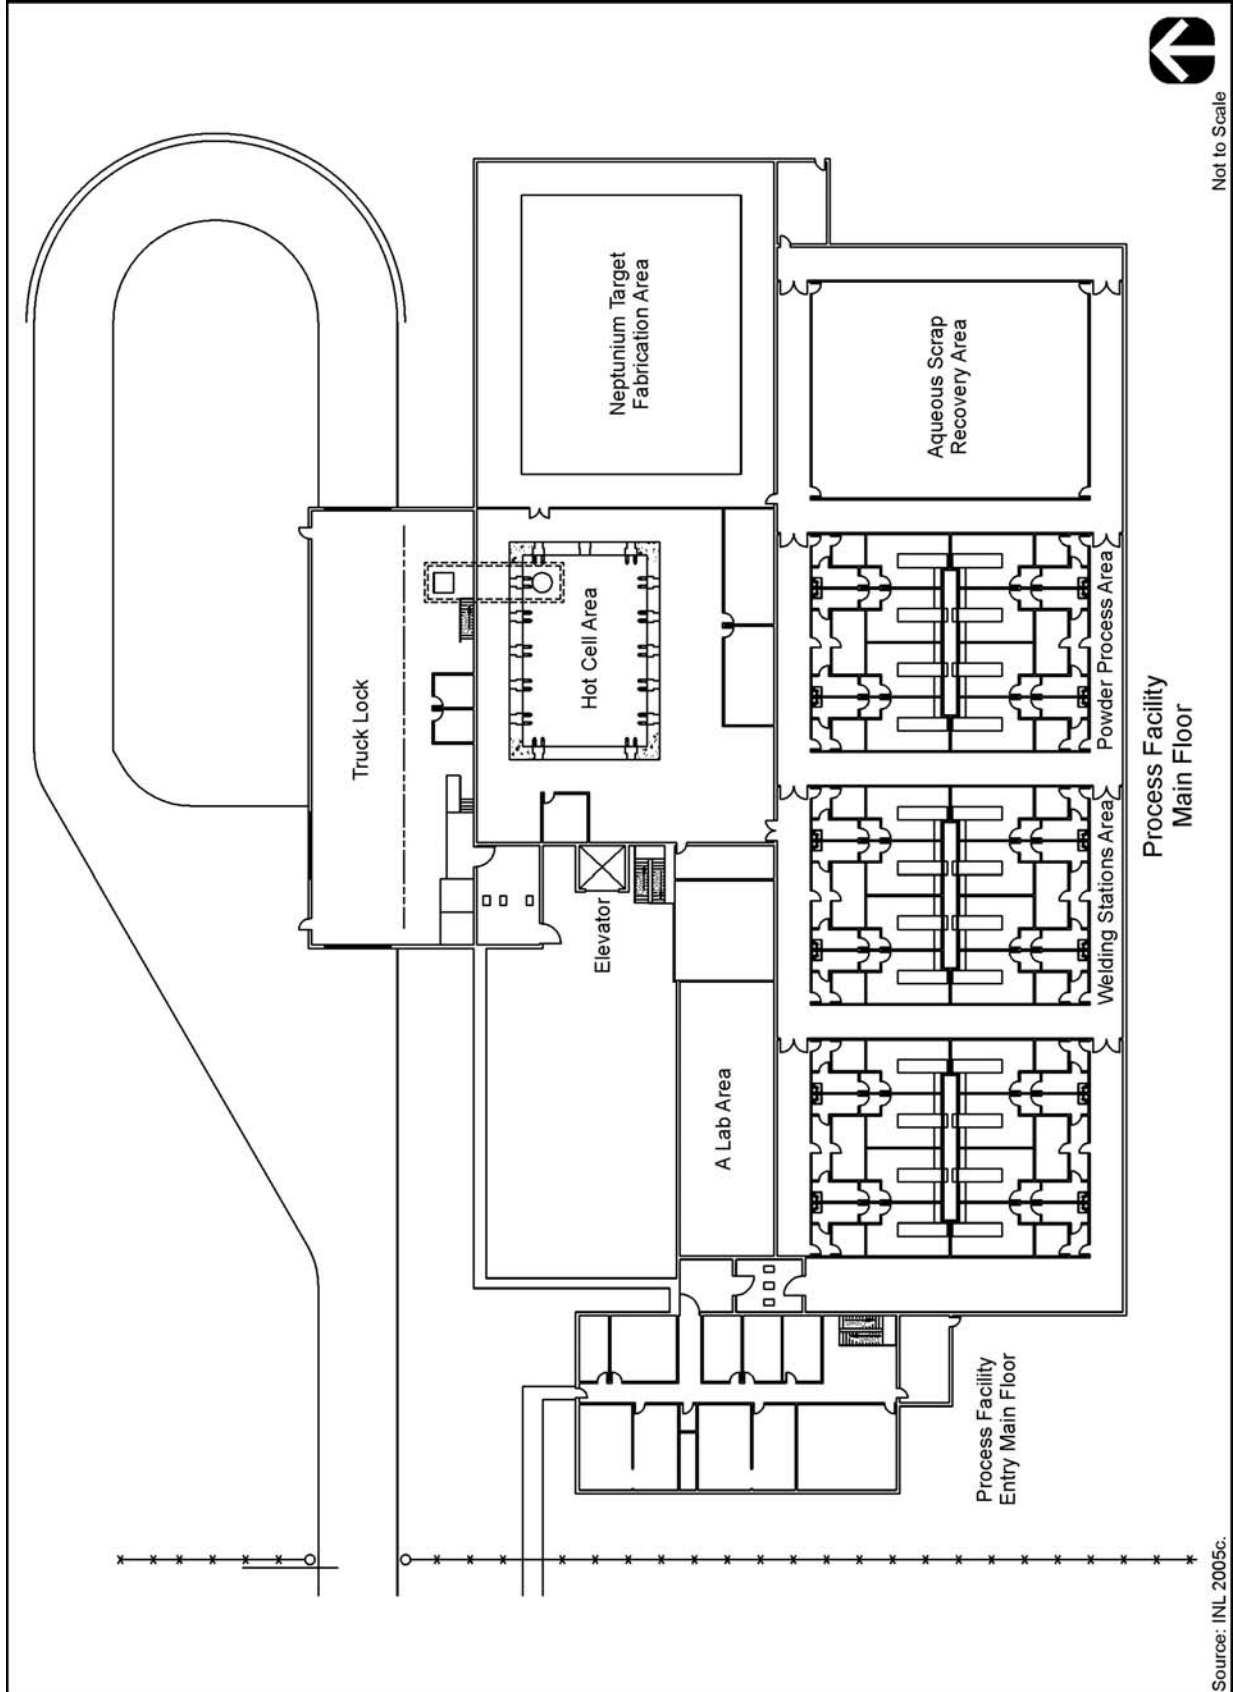 Truck Lock
Neptunium Target
Fabrication Area
Hot Cell Area
Elevator
A Lab Area
Aqueous Scrap
Recovery Area
Powder Process Area
Welding Stations Area
Process Facility
Main Floor
Process Facility
Entry Main Floor
Not to Scale
Source: INL 2005c.